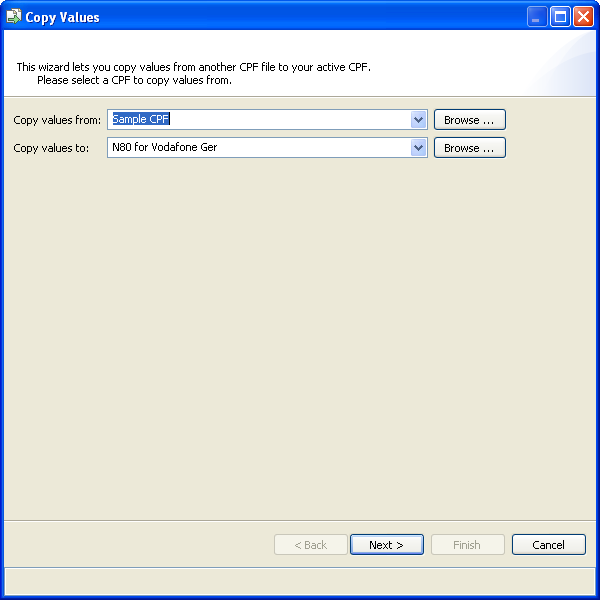 Copy Values
This wizard lets you copy values from another CPF file to your active CPF.
Please select a CPF to copy values from.
Copy values from: Sample CPF Browse ...
Copy values to: N80 for Vodafone Ger Browse ...
< Back Next > Finish Cancel